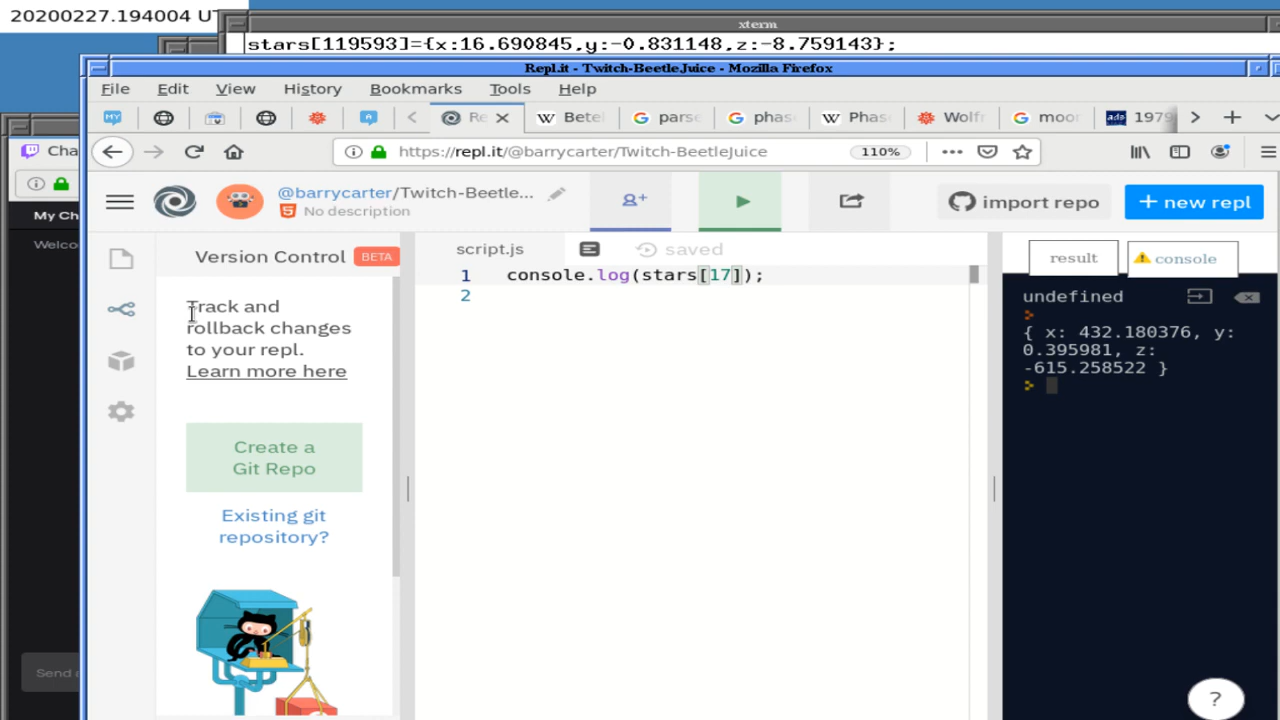 20200227.194004 UT
xterm
stars[119593]={x:16.690845,y:-0.831148,z:-8.759143};
Repl.it - Twitch-BeetleJuice - Mozilla Firefox
File Edit View History Bookmarks Tools Help
Re Betel parse phase Phas Wolfr moon ads 1979
https://repl.it/@barrycarter/Twitch-BeetleJuice 110%
Cha
@barrycarter/Twitch-Beetle...
No description
import repo
+ new repl
My Ch
Welco
Version Control BETA
script.js
saved
result
console
1 console.log(stars[17]);
2
Track and
rollback changes
to your repl.
Learn more here
Create a
Git Repo
Existing git
repository?
undefined
{ x: 432.180376, y:
0.395981, z:
-615.258522 }
Send a
?